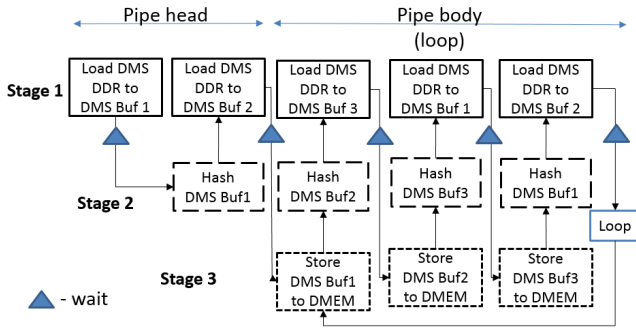 Pipe head
Pipe body
(loop)
Stage 1
Load DMS
DDR to
DMS Buf 1
Load DMS
DDR to
DMS Buf 2
Load DMS
DDR to
DMS Buf 3
Load DMS
DDR to
DMS Buf 1
Load DMS
DDR to
DMS Buf 2
Stage 2
Hash
DMS Buf1
Hash
DMS Buf2
Hash
DMS Buf3
Hash
DMS Buf1
Loop
Stage 3
Store
DMS Buf1
to DMEM
Store
DMS Buf2
to DMEM
Store
DMS Buf3
to DMEM
- wait